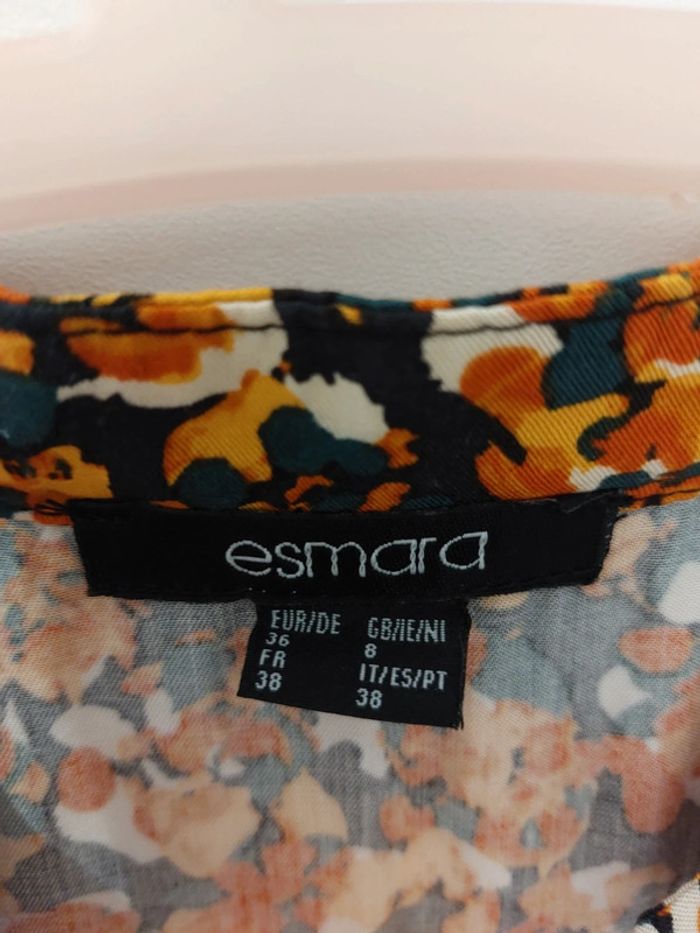 esmara
EUR/DE GB/IE/NI
36 8
FR IT/ES/PT
38 38